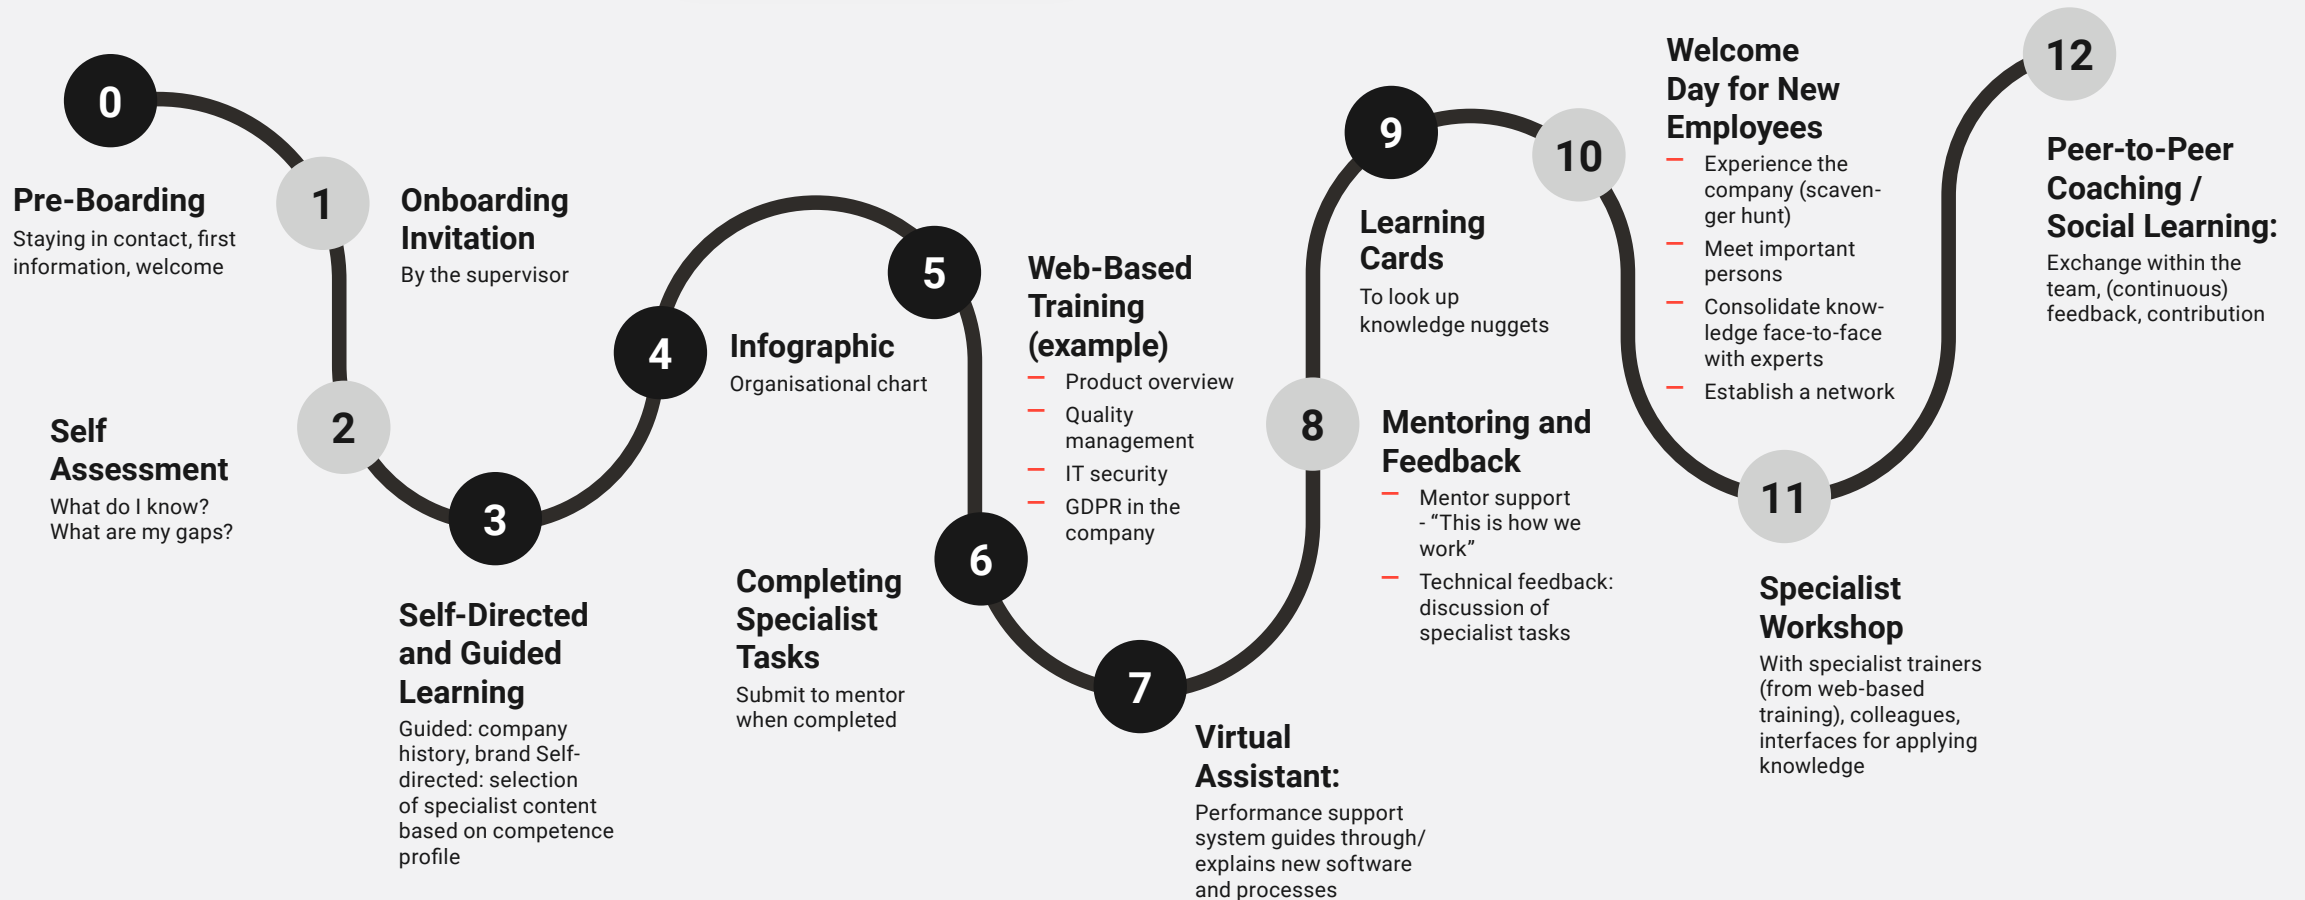 0
Pre-Boarding
Staying in contact, first
information, welcome
1
Onboarding
Invitation
By the supervisor
2
Self
Assessment
What do I know?
What are my gaps?
3
Self-Directed
and Guided
Learning
Guided: company
history, brand Self-
directed: selection
of specialist content
based on competence
profile
4
Infographic
Organisational chart
5
Web-Based
Training
(example)
Product overview
Quality
management
IT security
GDPR in the
company
6
Completing
Specialist
Tasks
Submit to mentor
when completed
7
Virtual
Assistant:
Performance support
system guides through/
explains new software
and processes
8
Mentoring and
Feedback
Mentor support
- “This is how we
work”
Technical feedback:
discussion of
specialist tasks
9
Learning
Cards
To look up
knowledge nuggets
10
Welcome
Day for New
Employees
Experience the
company (scaven-
ger hunt)
Meet important
persons
Consolidate know-
ledge face-to-face
with experts
Establish a network
11
Specialist
Workshop
With specialist trainers
(from web-based
training), colleagues,
interfaces for applying
knowledge
12
Peer-to-Peer
Coaching /
Social Learning:
Exchange within the
team, (continuous)
feedback, contribution